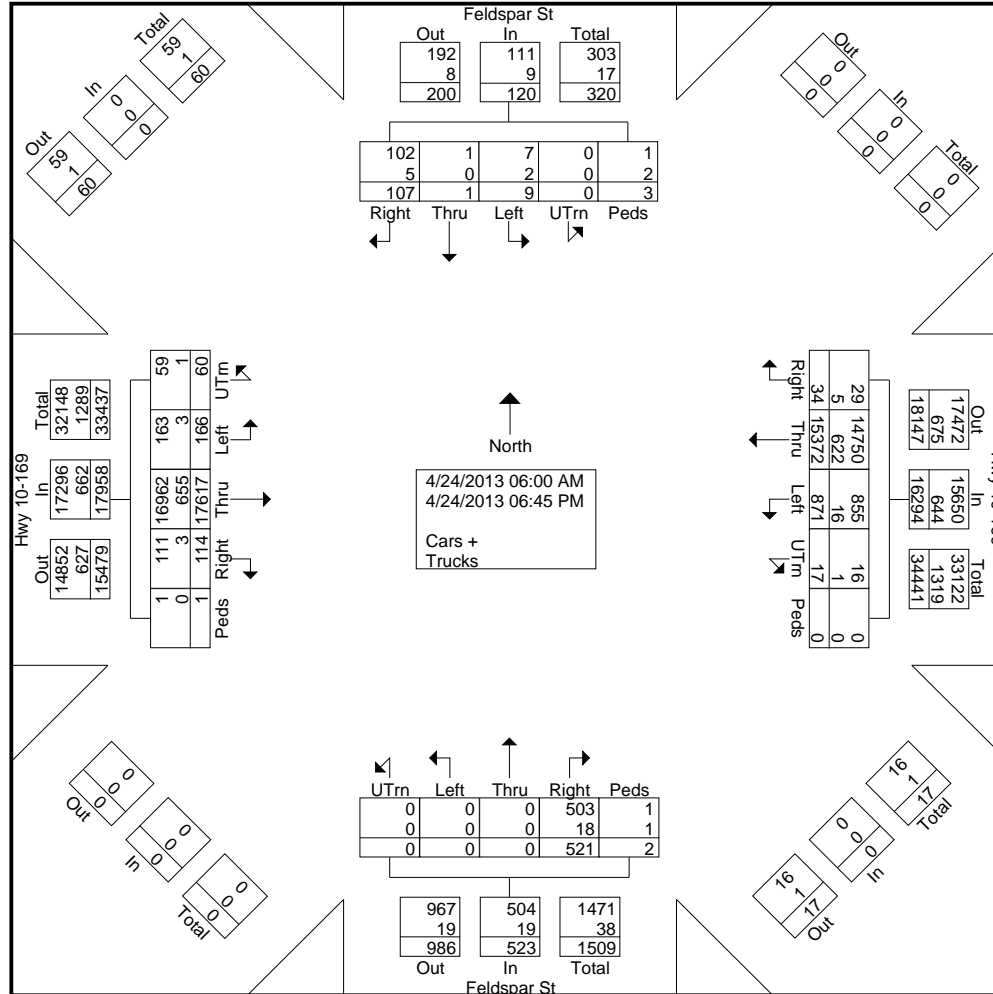 Feldspar St
Out In Total
192 111 303
8 9 17
200 120 320
102 1 7 0 1
5 0 2 0 2
107 1 9 0 3
Right Thru Left UTrn Peds
Total
59
1
60
In
0
0
0
Out
59
1
60
Out
0
0
0
In
0
0
0
Total
0
0
0
Hwy 10-169
Total
32148
1289
33437
In
17296
662
17958
Out
14852
627
15479
59 1 60 UTrn
163 3 166 Left
16962 655 17617 Thru
111 3 114 Right
1 0 1 Peds
North
4/24/2013 06:00 AM
4/24/2013 06:45 PM
Cars +
Trucks
Right 34 5 29
Thru 15372 622 14750
Left 871 16 855
UTrn 17 1 16
Peds 0 0 0
Out
17472
675
18147
In
15650
644
16294
Total
33122
1319
34441
UTrn Left Thru Right Peds
0 0 0 503 1
0 0 0 18 1
0 0 0 521 2
967 504 1471
19 19 38
986 523 1509
Out In Total
Feldspar St
0
0
0
Out
0
0
0
In
0
0
0
Total
16
1
17
Total
0
0
0
In
16
1
17
Out